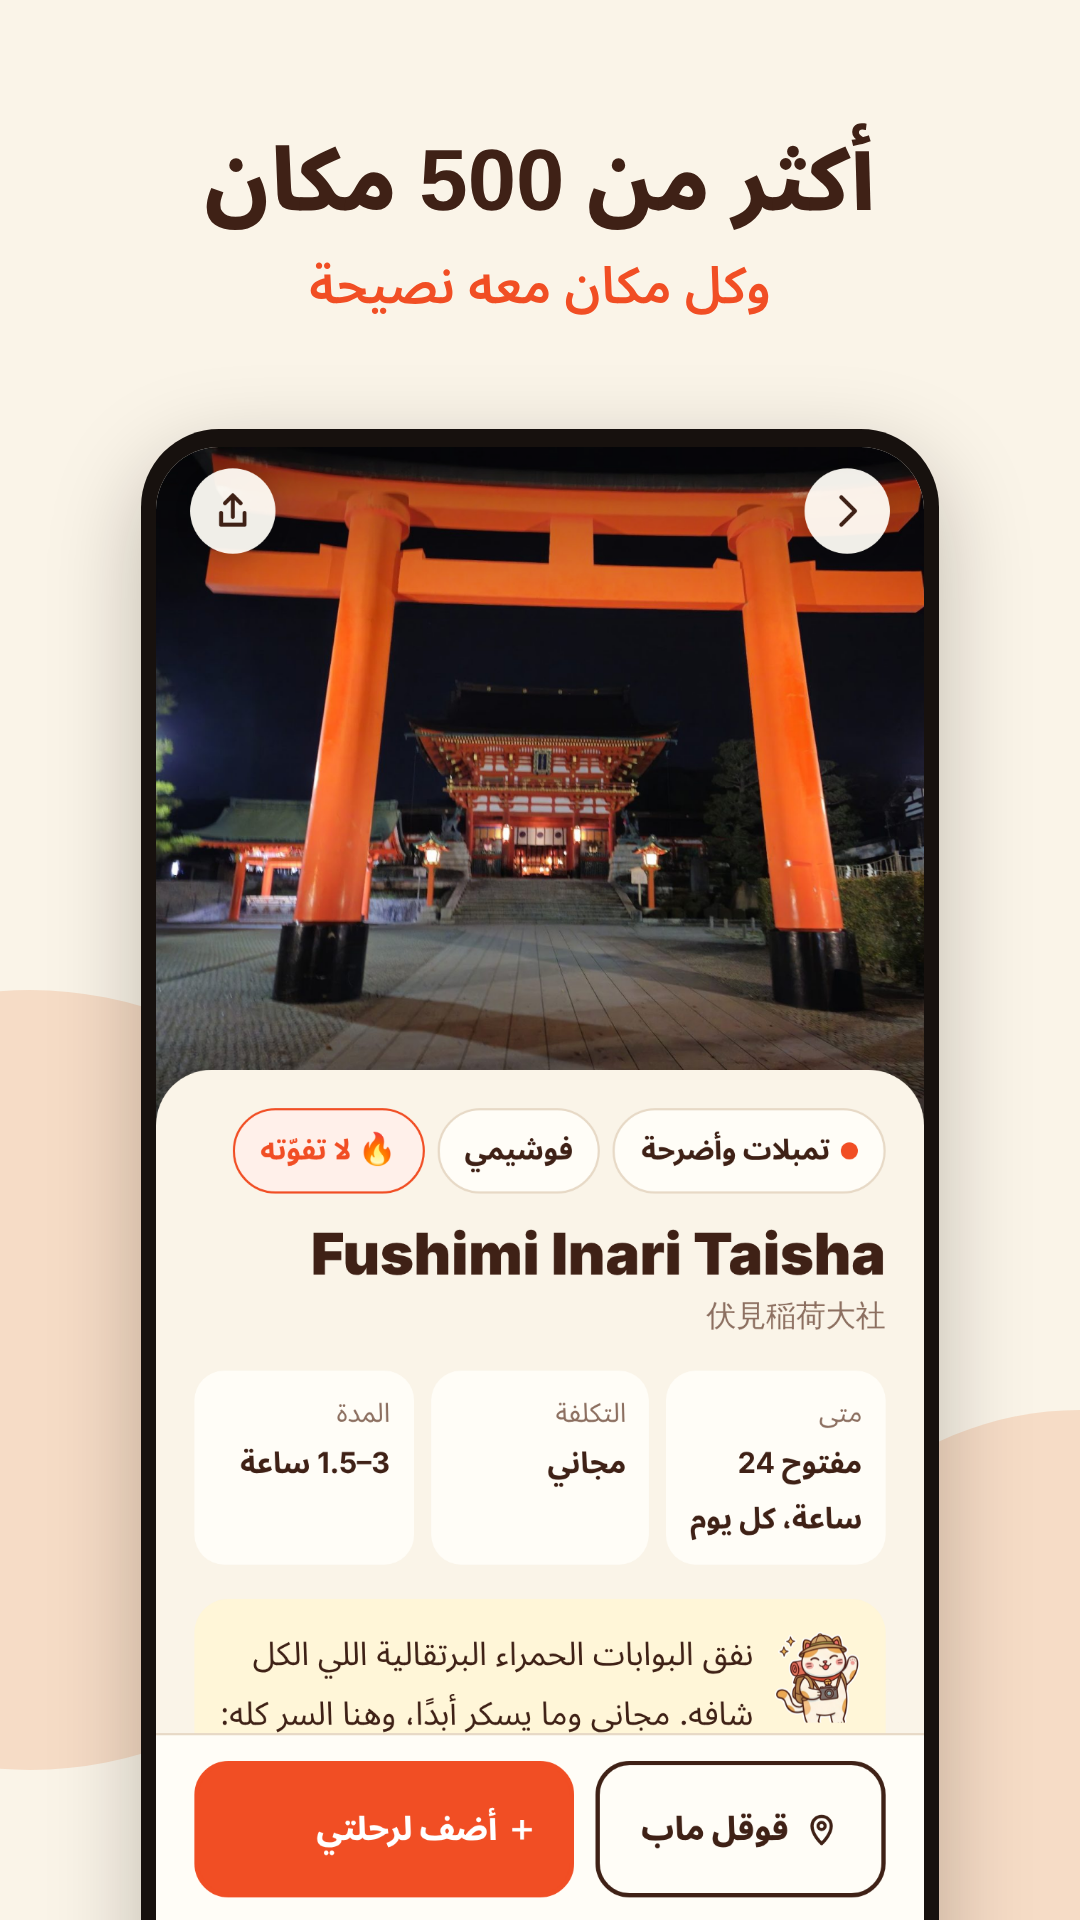 أكثر من 500 مكان
وكل مكان معه نصيحة
تمبلات وأضرحة
فوشيمي
🔥 لا تفوّته
Fushimi Inari Taisha
伏見稲荷大社
متى
مفتوح 24
ساعة، كل يوم
التكلفة
مجاني
المدة
1.5–3 ساعة
نفق البوابات الحمراء البرتقالية اللي الكل
شافه. مجاني وما يسكر أبدًا، وهنا السر كله:
قوقل ماب
+ أضف لرحلتي